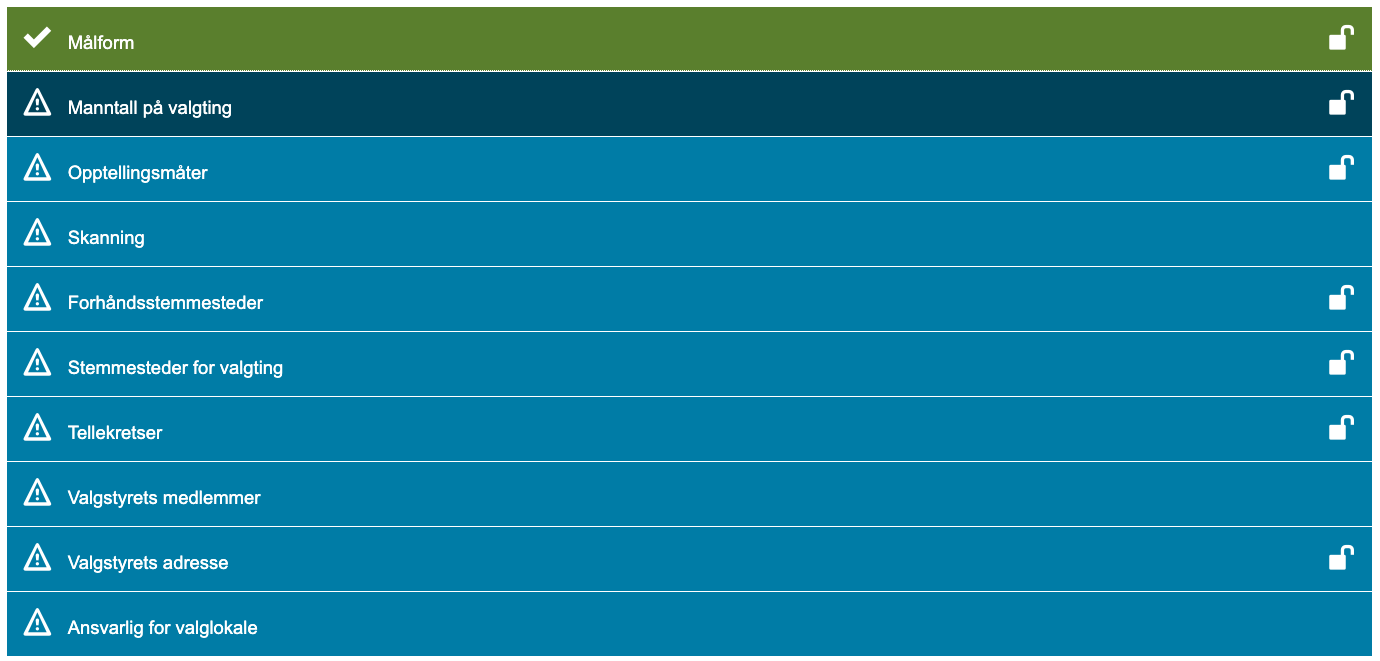 Målform
Manntall på valgting
Opptellingsmåter
Skanning
Forhåndsstemmesteder
Stemmesteder for valgting
Tellekretser
Valgstyrets medlemmer
Valgstyrets adresse
Ansvarlig for valglokale